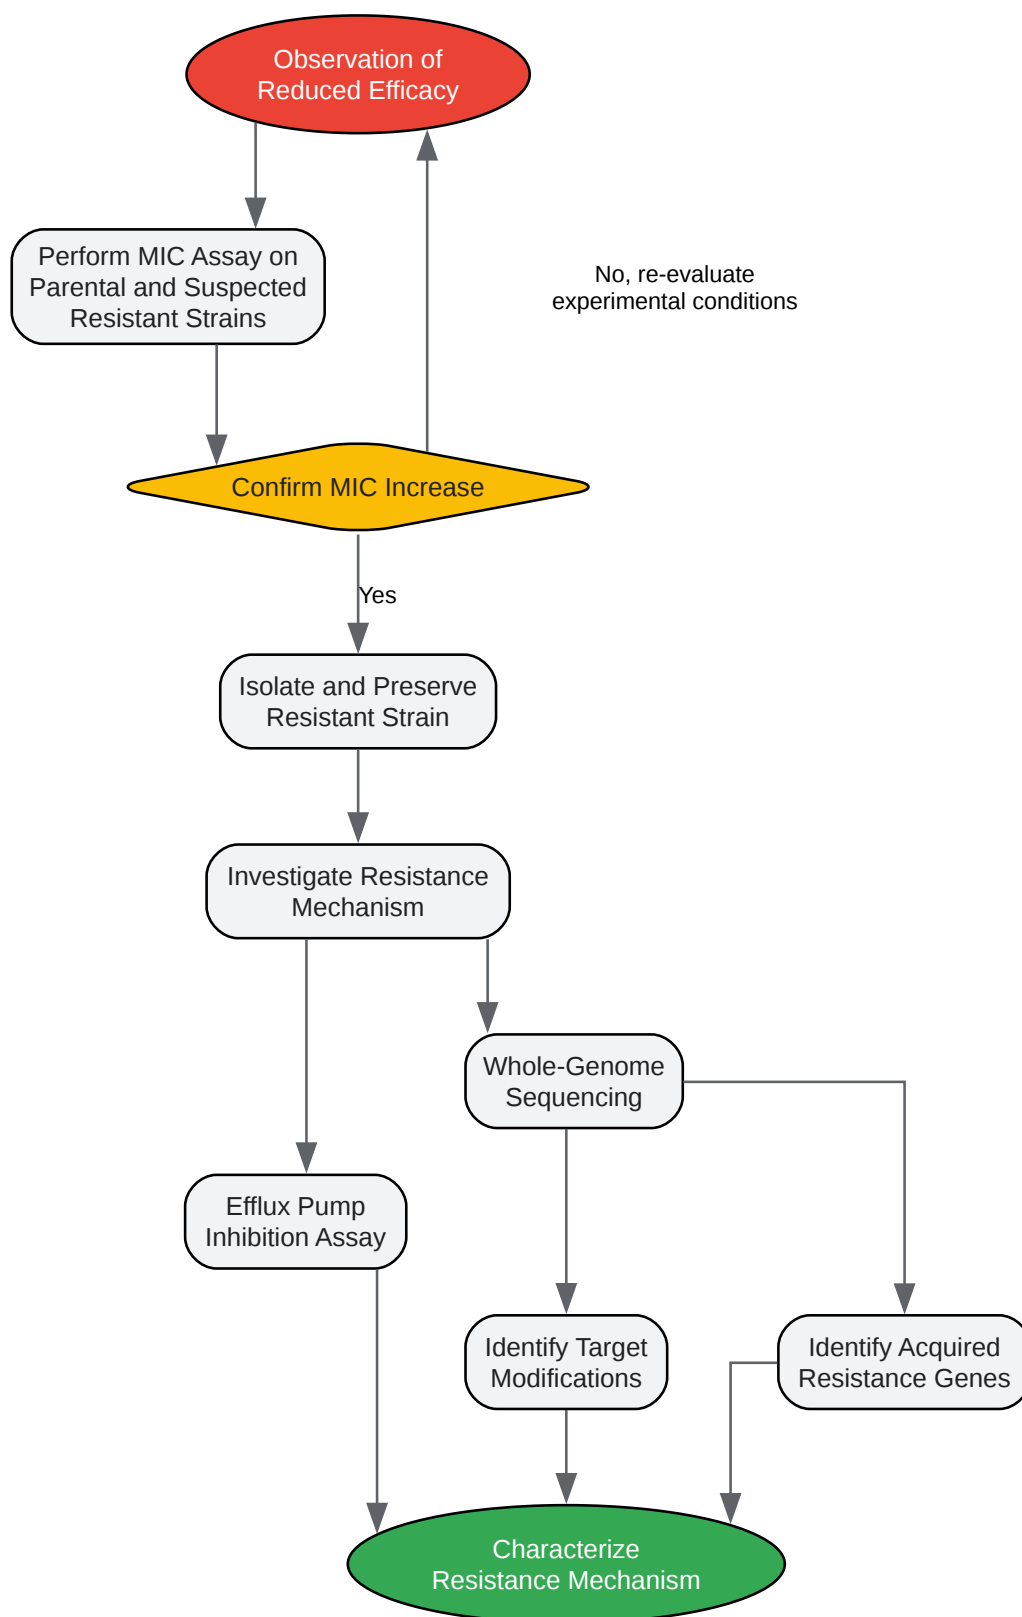 Observation of
Reduced Efficacy
Perform MIC Assay on
Parental and Suspected
Resistant Strains
No, re-evaluate
experimental conditions
Confirm MIC Increase
Yes
Isolate and Preserve
Resistant Strain
Investigate Resistance
Mechanism
Whole-Genome
Sequencing
Efflux Pump
Inhibition Assay
Identify Target
Modifications
Identify Acquired
Resistance Genes
Characterize
Resistance Mechanism